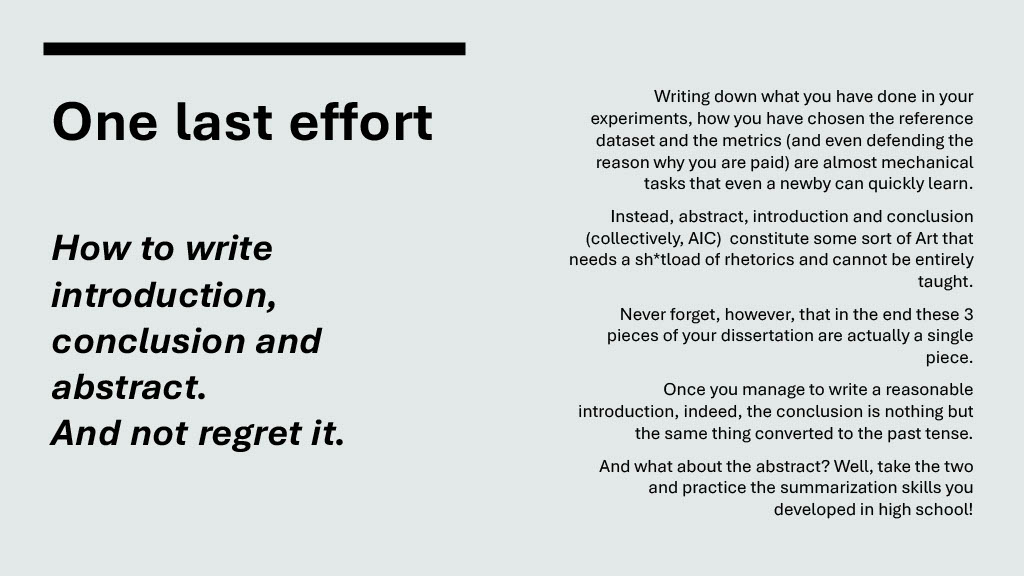 One last effort
How to write
introduction,
conclusion and
abstract.
And not regret it.
Writing down what you have done in your
experiments, how you have chosen the reference
dataset and the metrics (and even defending the
reason why you are paid) are almost mechanical
tasks that even a newby can quickly learn.
Instead, abstract, introduction and conclusion
(collectively, AIC)  constitute some sort of Art that
needs a sh*tload of rhetorics and cannot be entirely
taught.
Never forget, however, that in the end these 3
pieces of your dissertation are actually a single
piece.
Once you manage to write a reasonable
introduction, indeed, the conclusion is nothing but
the same thing converted to the past tense.
And what about the abstract? Well, take the two
and practice the summarization skills you
developed in high school!